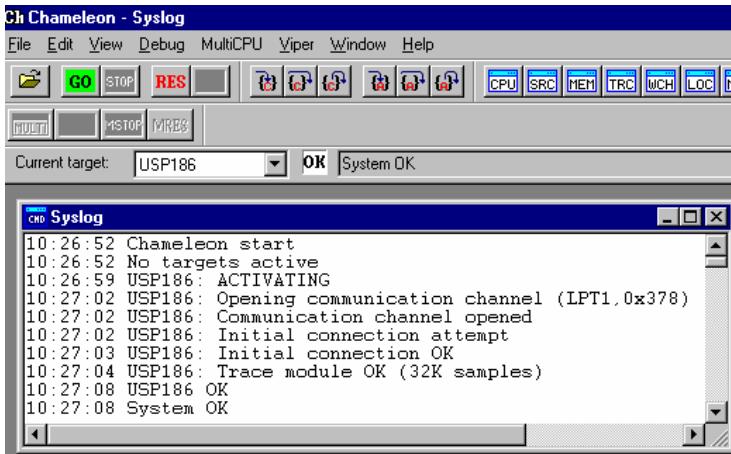 Ch Chameleon - Syslog
File Edit View Debug MultiCPU Viper Window Help
GO STOP RES {c} {c} {c} {A} {A} {A} CPU SRC MEM TRC WCH LOC
MULTI MSTOP MRES
Current target: USP186 OK System OK
CMD Syslog
10:26:52 Chameleon start
10:26:52 No targets active
10:26:59 USP186: ACTIVATING
10:27:02 USP186: Opening communication channel (LPT1,0x378)
10:27:02 USP186: Communication channel opened
10:27:02 USP186: Initial connection attempt
10:27:03 USP186: Initial connection OK
10:27:04 USP186: Trace module OK (32K samples)
10:27:08 USP186 OK
10:27:08 System OK